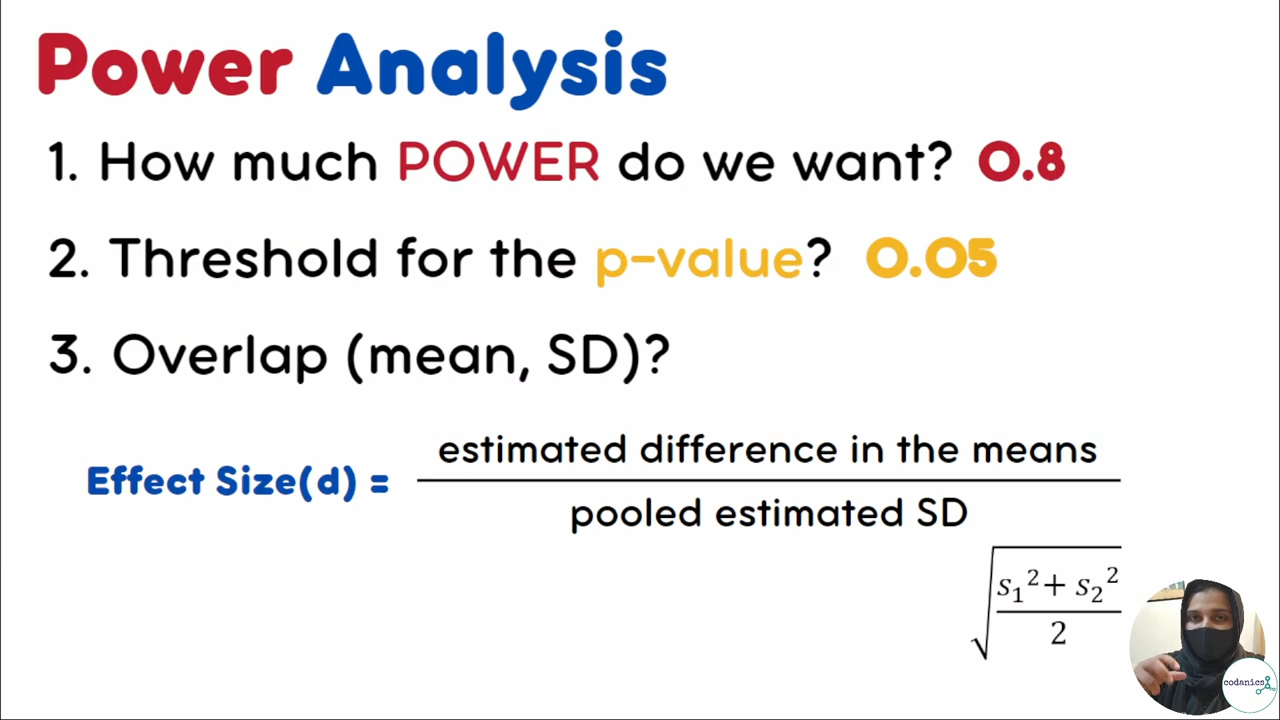 Power Analysis
1. How much POWER do we want? 0.8
2. Threshold for the p-value? 0.05
3. Overlap (mean, SD)?
estimated difference in the means
Effect Size(d) =
pooled estimated SD
√((s₁² + s₂²)/2)
codanics